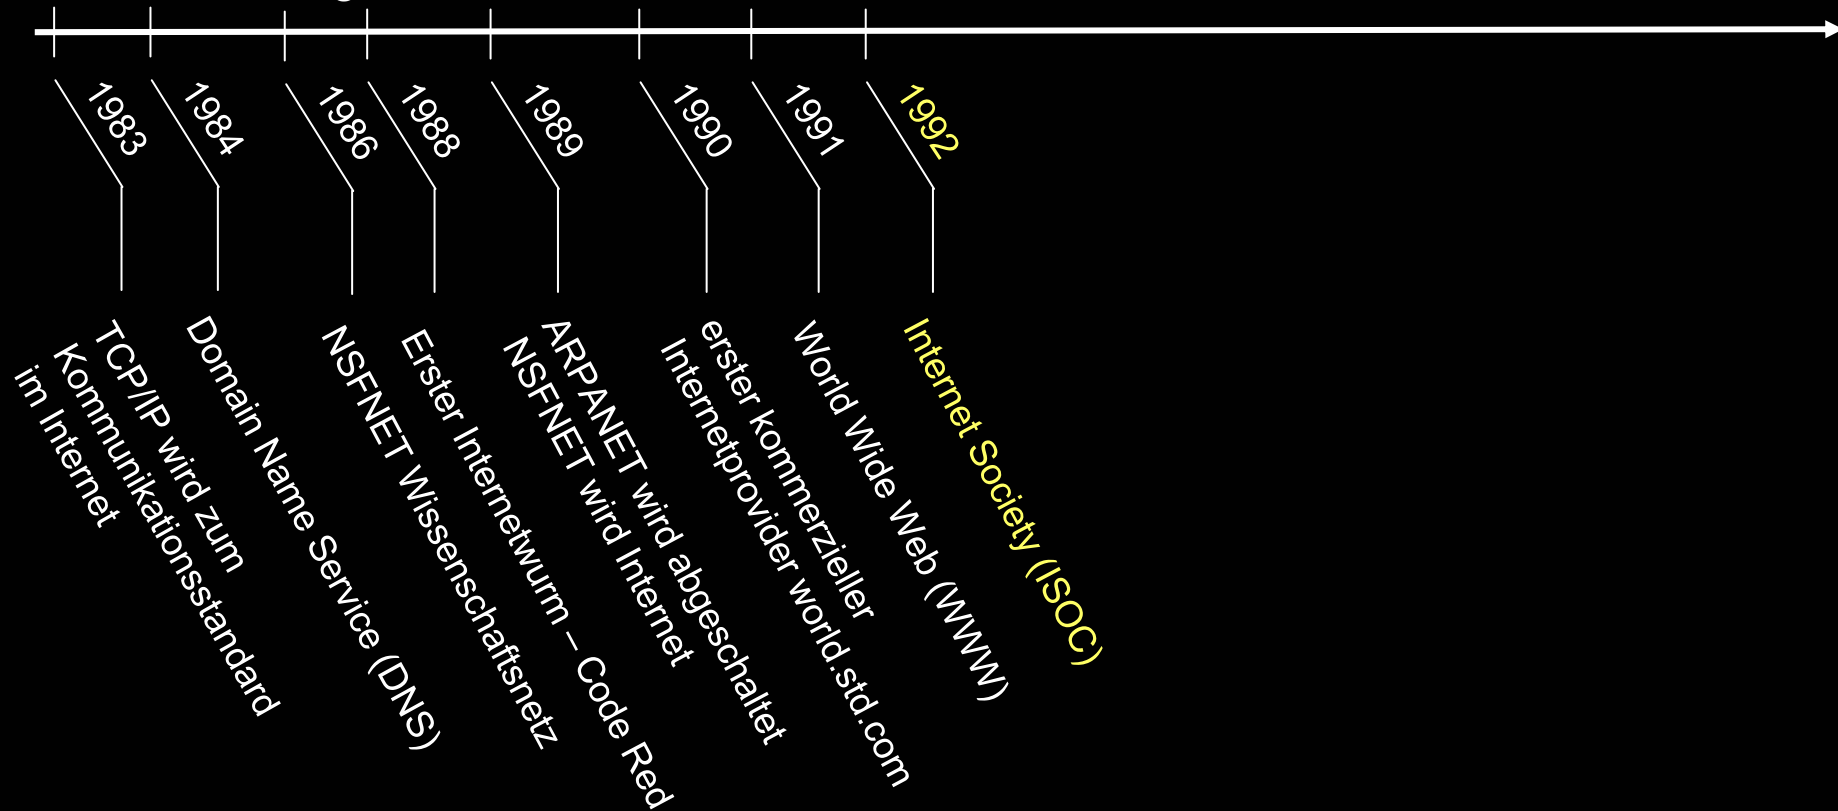 1983
1984
1986
1988
1989
1990
1991
1992
TCP/IP wird zum
Kommunikationsstandard
im Internet
Domain Name Service (DNS)
NSFNET Wissenschaftsnetz
Erster Internetwurm – Code Red
ARPANET wird abgeschaltet
NSFNET wird Internet
erster kommerzieller
Internetprovider world.std.com
World Wide Web (WWW)
Internet Society (ISOC)